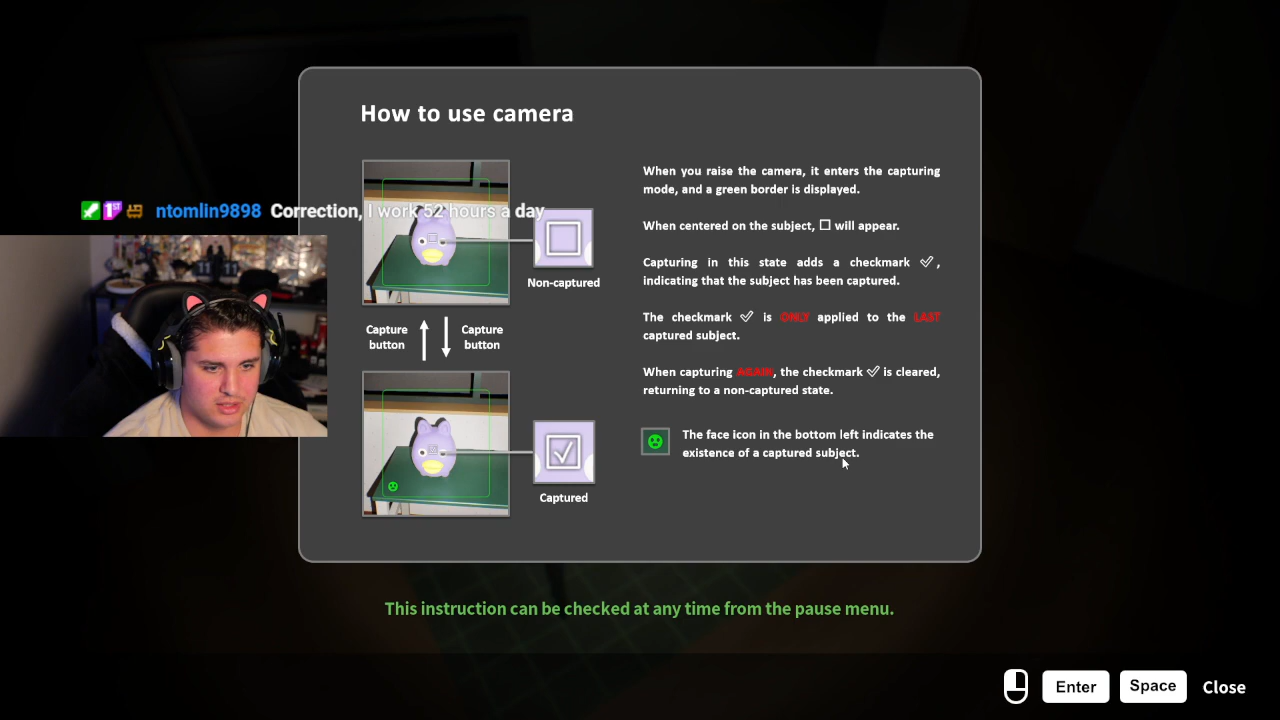 How to use camera
When you raise the camera, it enters the capturing
mode, and a green border is displayed.
ntomlin9898 Correction, I work 52 hours a day
When centered on the subject, ☐ will appear.
Non-captured
Capturing in this state adds a checkmark ✓,
indicating that the subject has been captured.
Capture
button
Capture
button
The checkmark ✓ is ONLY applied to the LAST
captured subject.
When capturing AGAIN, the checkmark ✓ is cleared,
returning to a non-captured state.
The face icon in the bottom left indicates the
existence of a captured subject.
Captured
This instruction can be checked at any time from the pause menu.
Enter
Space
Close